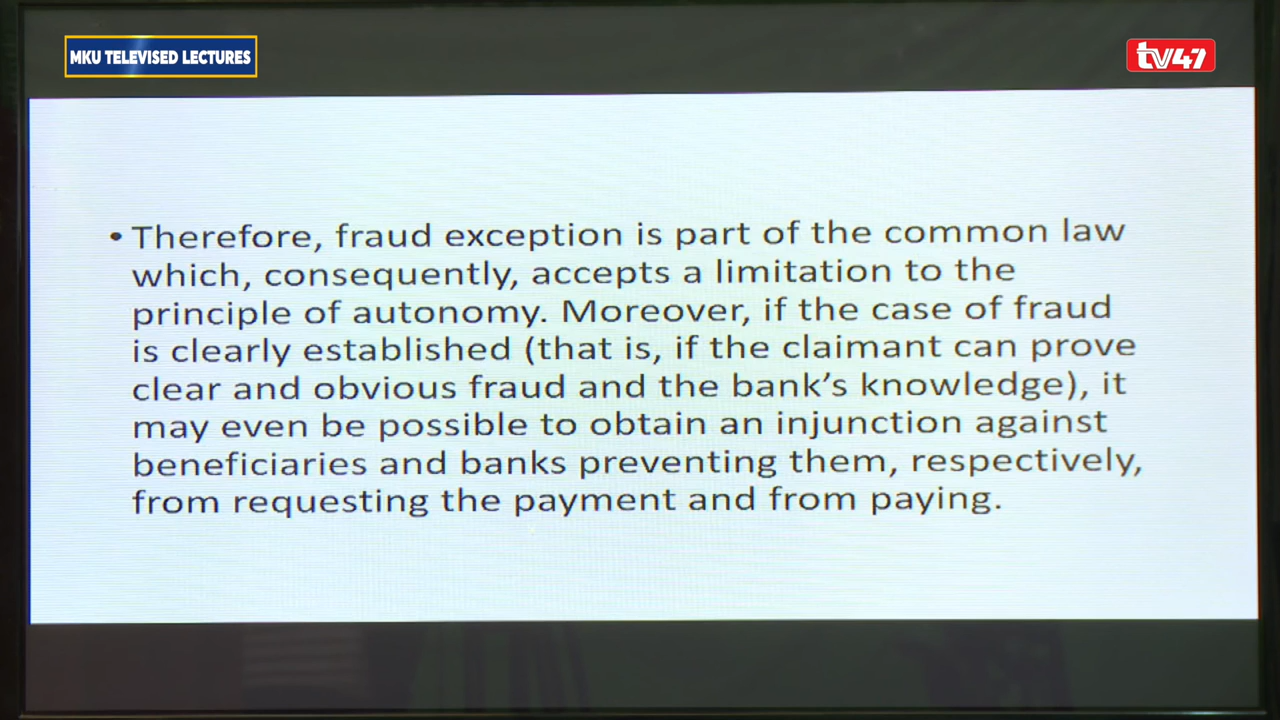 MKU TELEVISED LECTURES
tv47
• Therefore, fraud exception is part of the common law
which, consequently, accepts a limitation to the
principle of autonomy. Moreover, if the case of fraud
is clearly established (that is, if the claimant can prove
clear and obvious fraud and the bank’s knowledge), it
may even be possible to obtain an injunction against
beneficiaries and banks preventing them, respectively,
from requesting the payment and from paying.